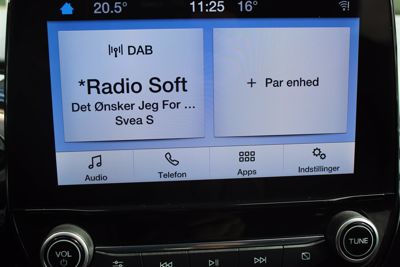 20.5° 11:25 16°
DAB
*Radio Soft
Det Ønsker Jeg For ...
Svea S
+ Par enhed
Audio Telefon Apps Indstillinger
VOL
TUNE